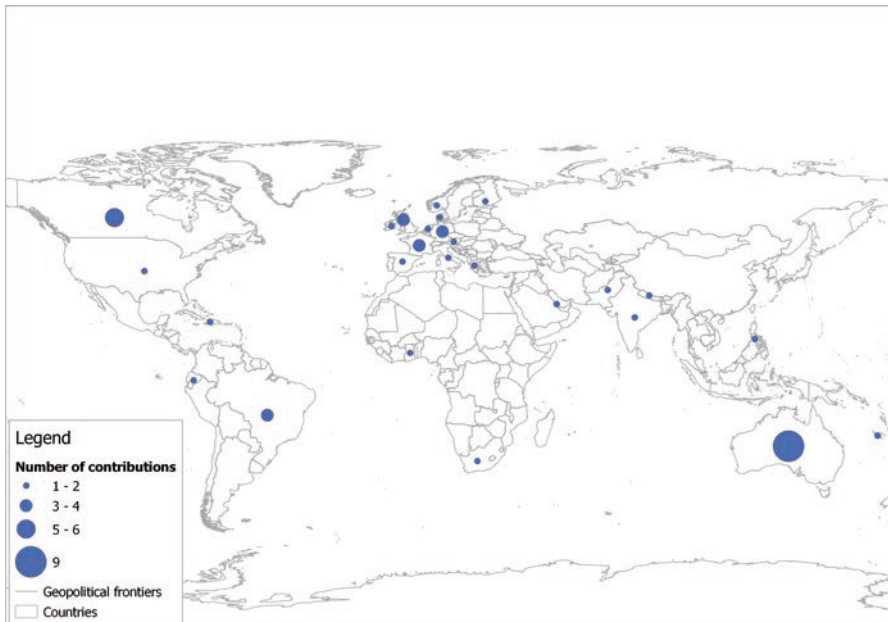 Legend
Number of contributions
1 - 2
3 - 4
5 - 6
9
Geopolitical frontiers
Countries